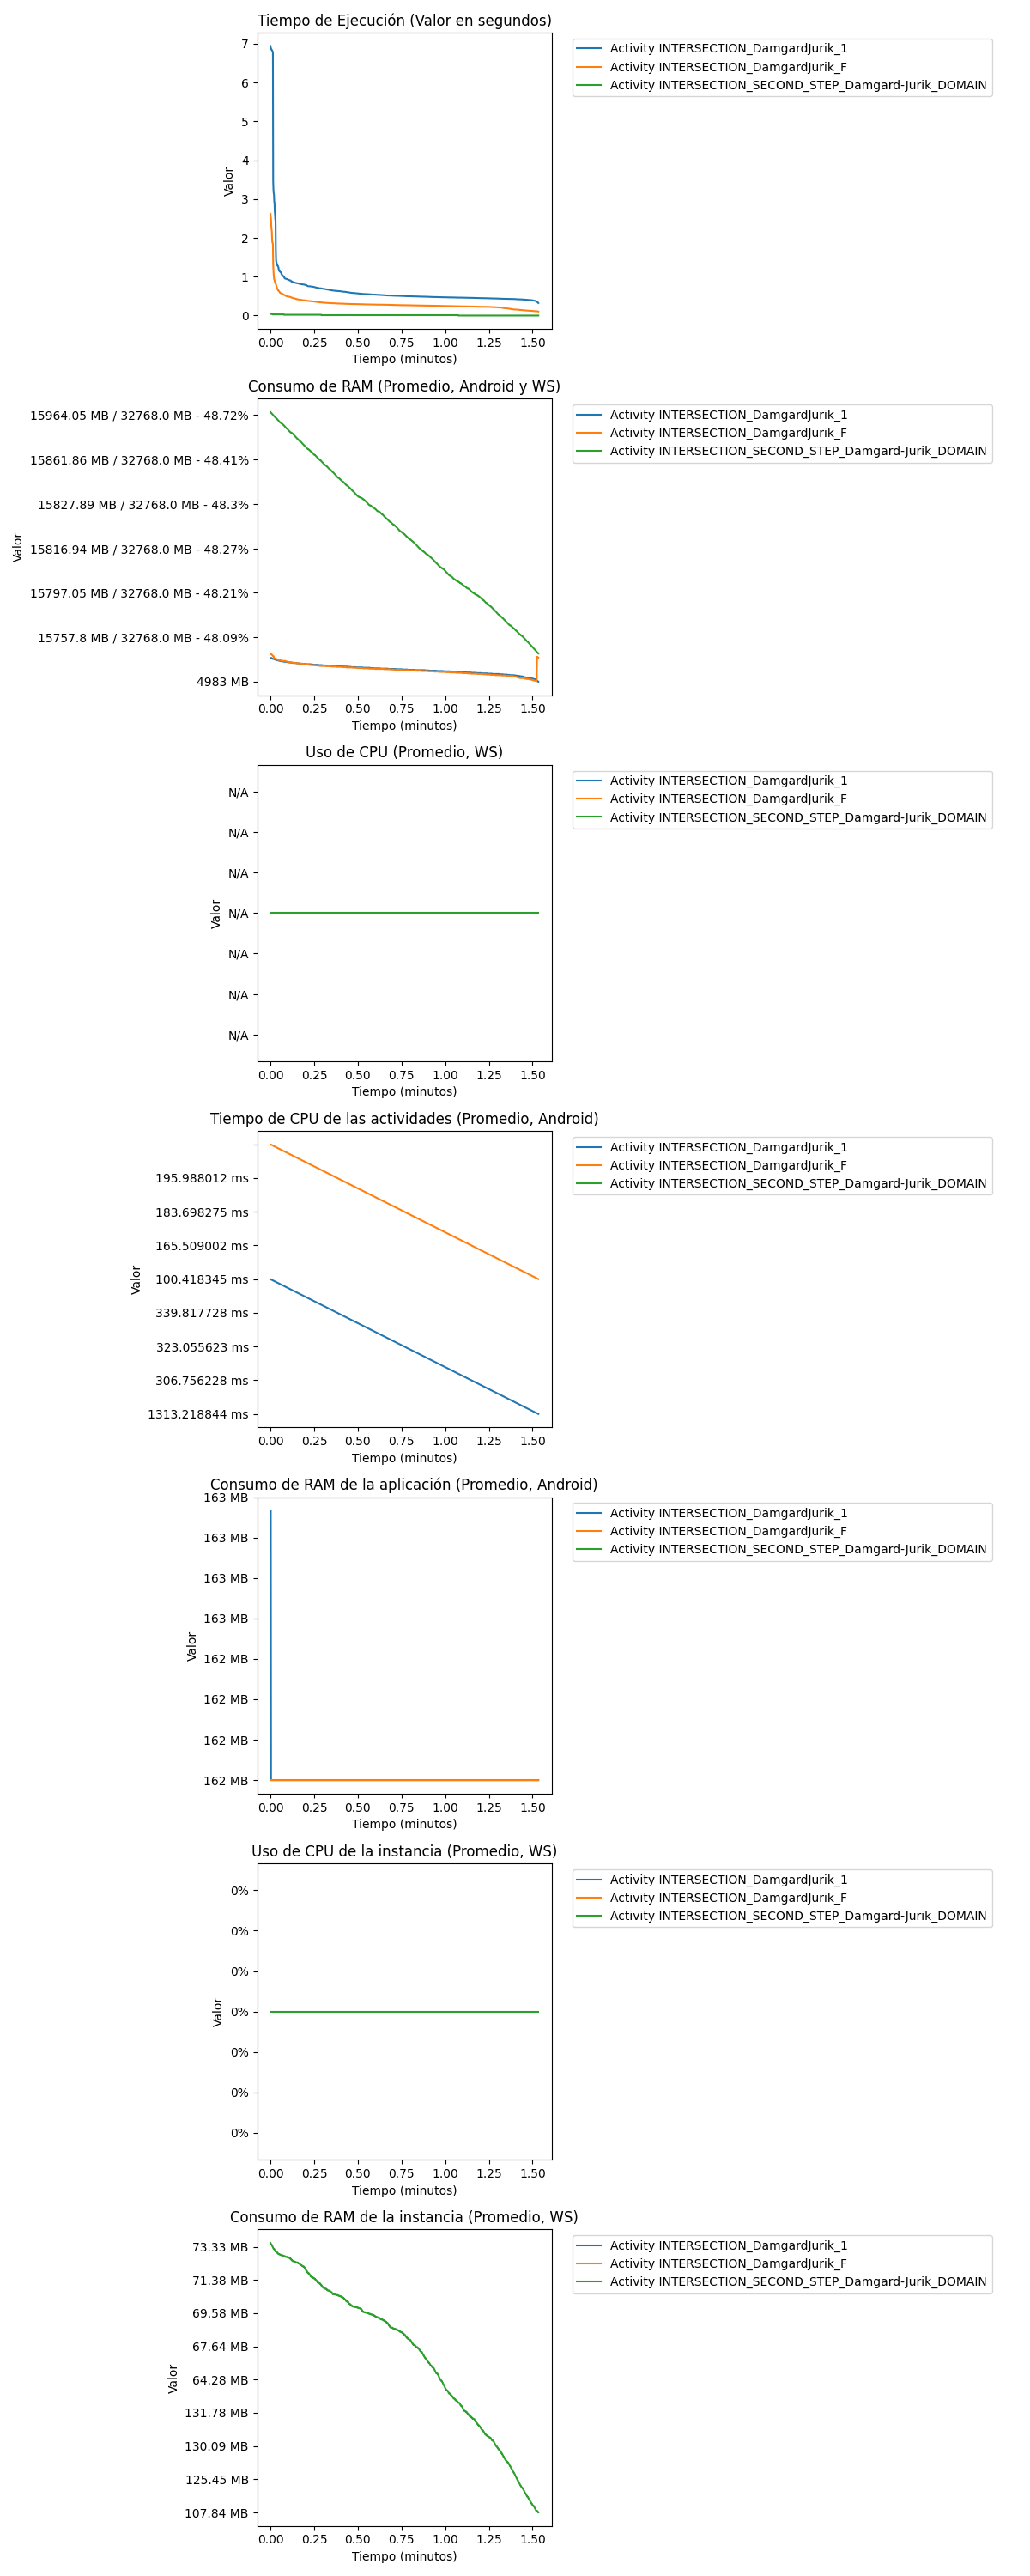 Tiempo de Ejecución (Valor en segundos)
7
6
5
4
3
2
1
0
Valor
0.00 0.25 0.50 0.75 1.00 1.25 1.50
Tiempo (minutos)
Activity INTERSECTION_DamgardJurik_1
Activity INTERSECTION_DamgardJurik_F
Activity INTERSECTION_SECOND_STEP_Damgard-Jurik_DOMAIN
Consumo de RAM (Promedio, Android y WS)
15964.05 MB / 32768.0 MB - 48.72%
15861.86 MB / 32768.0 MB - 48.41%
15827.89 MB / 32768.0 MB - 48.3%
15816.94 MB / 32768.0 MB - 48.27%
15797.05 MB / 32768.0 MB - 48.21%
15757.8 MB / 32768.0 MB - 48.09%
4983 MB
Valor
0.00 0.25 0.50 0.75 1.00 1.25 1.50
Tiempo (minutos)
Activity INTERSECTION_DamgardJurik_1
Activity INTERSECTION_DamgardJurik_F
Activity INTERSECTION_SECOND_STEP_Damgard-Jurik_DOMAIN
Uso de CPU (Promedio, WS)
N/A
N/A
N/A
N/A
N/A
N/A
N/A
Valor
0.00 0.25 0.50 0.75 1.00 1.25 1.50
Tiempo (minutos)
Activity INTERSECTION_DamgardJurik_1
Activity INTERSECTION_DamgardJurik_F
Activity INTERSECTION_SECOND_STEP_Damgard-Jurik_DOMAIN
Tiempo de CPU de las actividades (Promedio, Android)
195.988012 ms
183.698275 ms
165.509002 ms
100.418345 ms
339.817728 ms
323.055623 ms
306.756228 ms
1313.218844 ms
Valor
0.00 0.25 0.50 0.75 1.00 1.25 1.50
Tiempo (minutos)
Activity INTERSECTION_DamgardJurik_1
Activity INTERSECTION_DamgardJurik_F
Activity INTERSECTION_SECOND_STEP_Damgard-Jurik_DOMAIN
Consumo de RAM de la aplicación (Promedio, Android)
163 MB
163 MB
163 MB
163 MB
162 MB
162 MB
162 MB
162 MB
Valor
0.00 0.25 0.50 0.75 1.00 1.25 1.50
Tiempo (minutos)
Activity INTERSECTION_DamgardJurik_1
Activity INTERSECTION_DamgardJurik_F
Activity INTERSECTION_SECOND_STEP_Damgard-Jurik_DOMAIN
Uso de CPU de la instancia (Promedio, WS)
0%
0%
0%
0%
0%
0%
0%
Valor
0.00 0.25 0.50 0.75 1.00 1.25 1.50
Tiempo (minutos)
Activity INTERSECTION_DamgardJurik_1
Activity INTERSECTION_DamgardJurik_F
Activity INTERSECTION_SECOND_STEP_Damgard-Jurik_DOMAIN
Consumo de RAM de la instancia (Promedio, WS)
73.33 MB
71.38 MB
69.58 MB
67.64 MB
64.28 MB
131.78 MB
130.09 MB
125.45 MB
107.84 MB
Valor
0.00 0.25 0.50 0.75 1.00 1.25 1.50
Tiempo (minutos)
Activity INTERSECTION_DamgardJurik_1
Activity INTERSECTION_DamgardJurik_F
Activity INTERSECTION_SECOND_STEP_Damgard-Jurik_DOMAIN